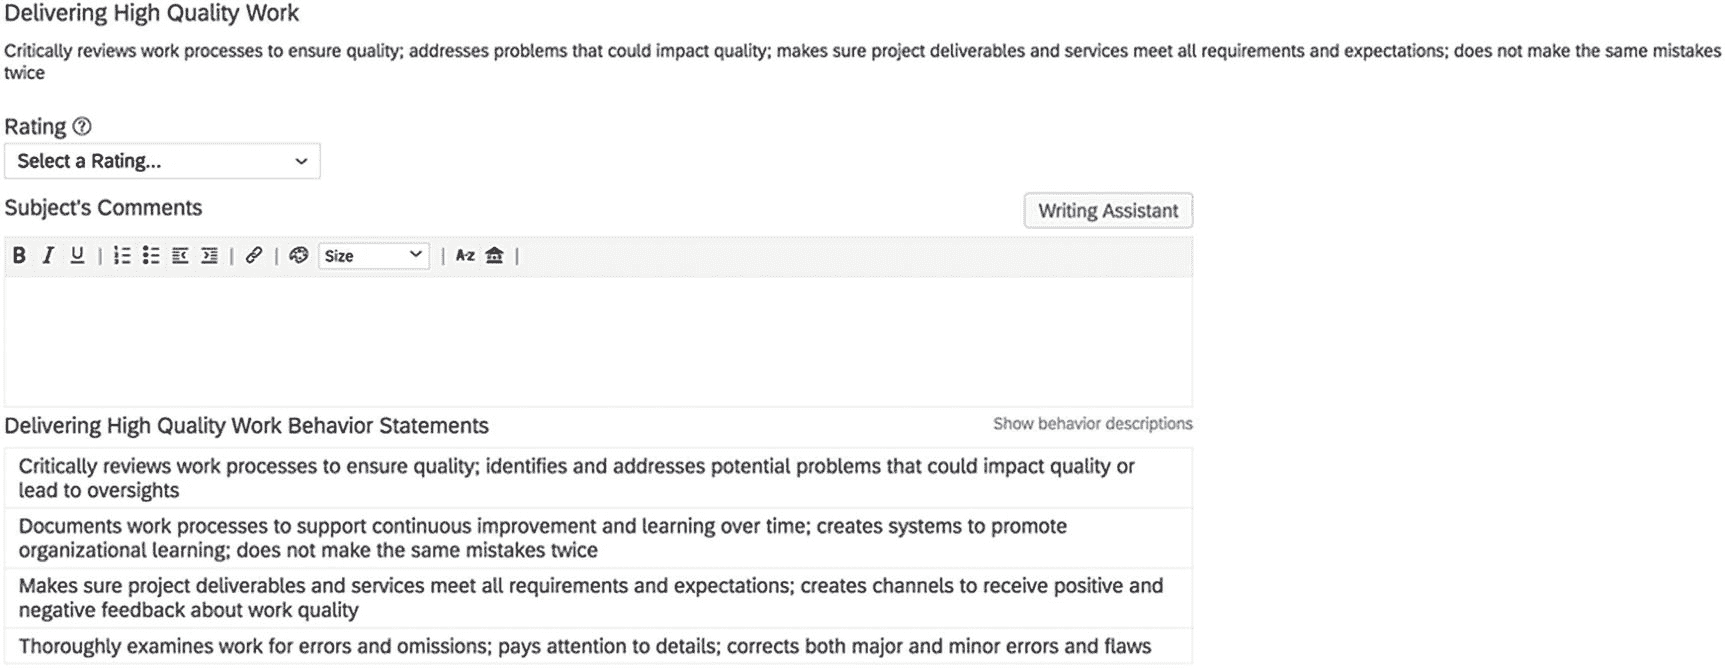 Delivering High Quality Work
Critically reviews work processes to ensure quality; addresses problems that could impact quality; makes sure project deliverables and services meet all requirements and expectations; does not make the same mistakes
twice
Rating ?
Select a Rating...
Subject's Comments
Writing Assistant
B I U Size A-Z
Delivering High Quality Work Behavior Statements
Show behavior descriptions
Critically reviews work processes to ensure quality; identifies and addresses potential problems that could impact quality or
lead to oversights
Documents work processes to support continuous improvement and learning over time; creates systems to promote
organizational learning; does not make the same mistakes twice
Makes sure project deliverables and services meet all requirements and expectations; creates channels to receive positive and
negative feedback about work quality
Thoroughly examines work for errors and omissions; pays attention to details; corrects both major and minor errors and flaws